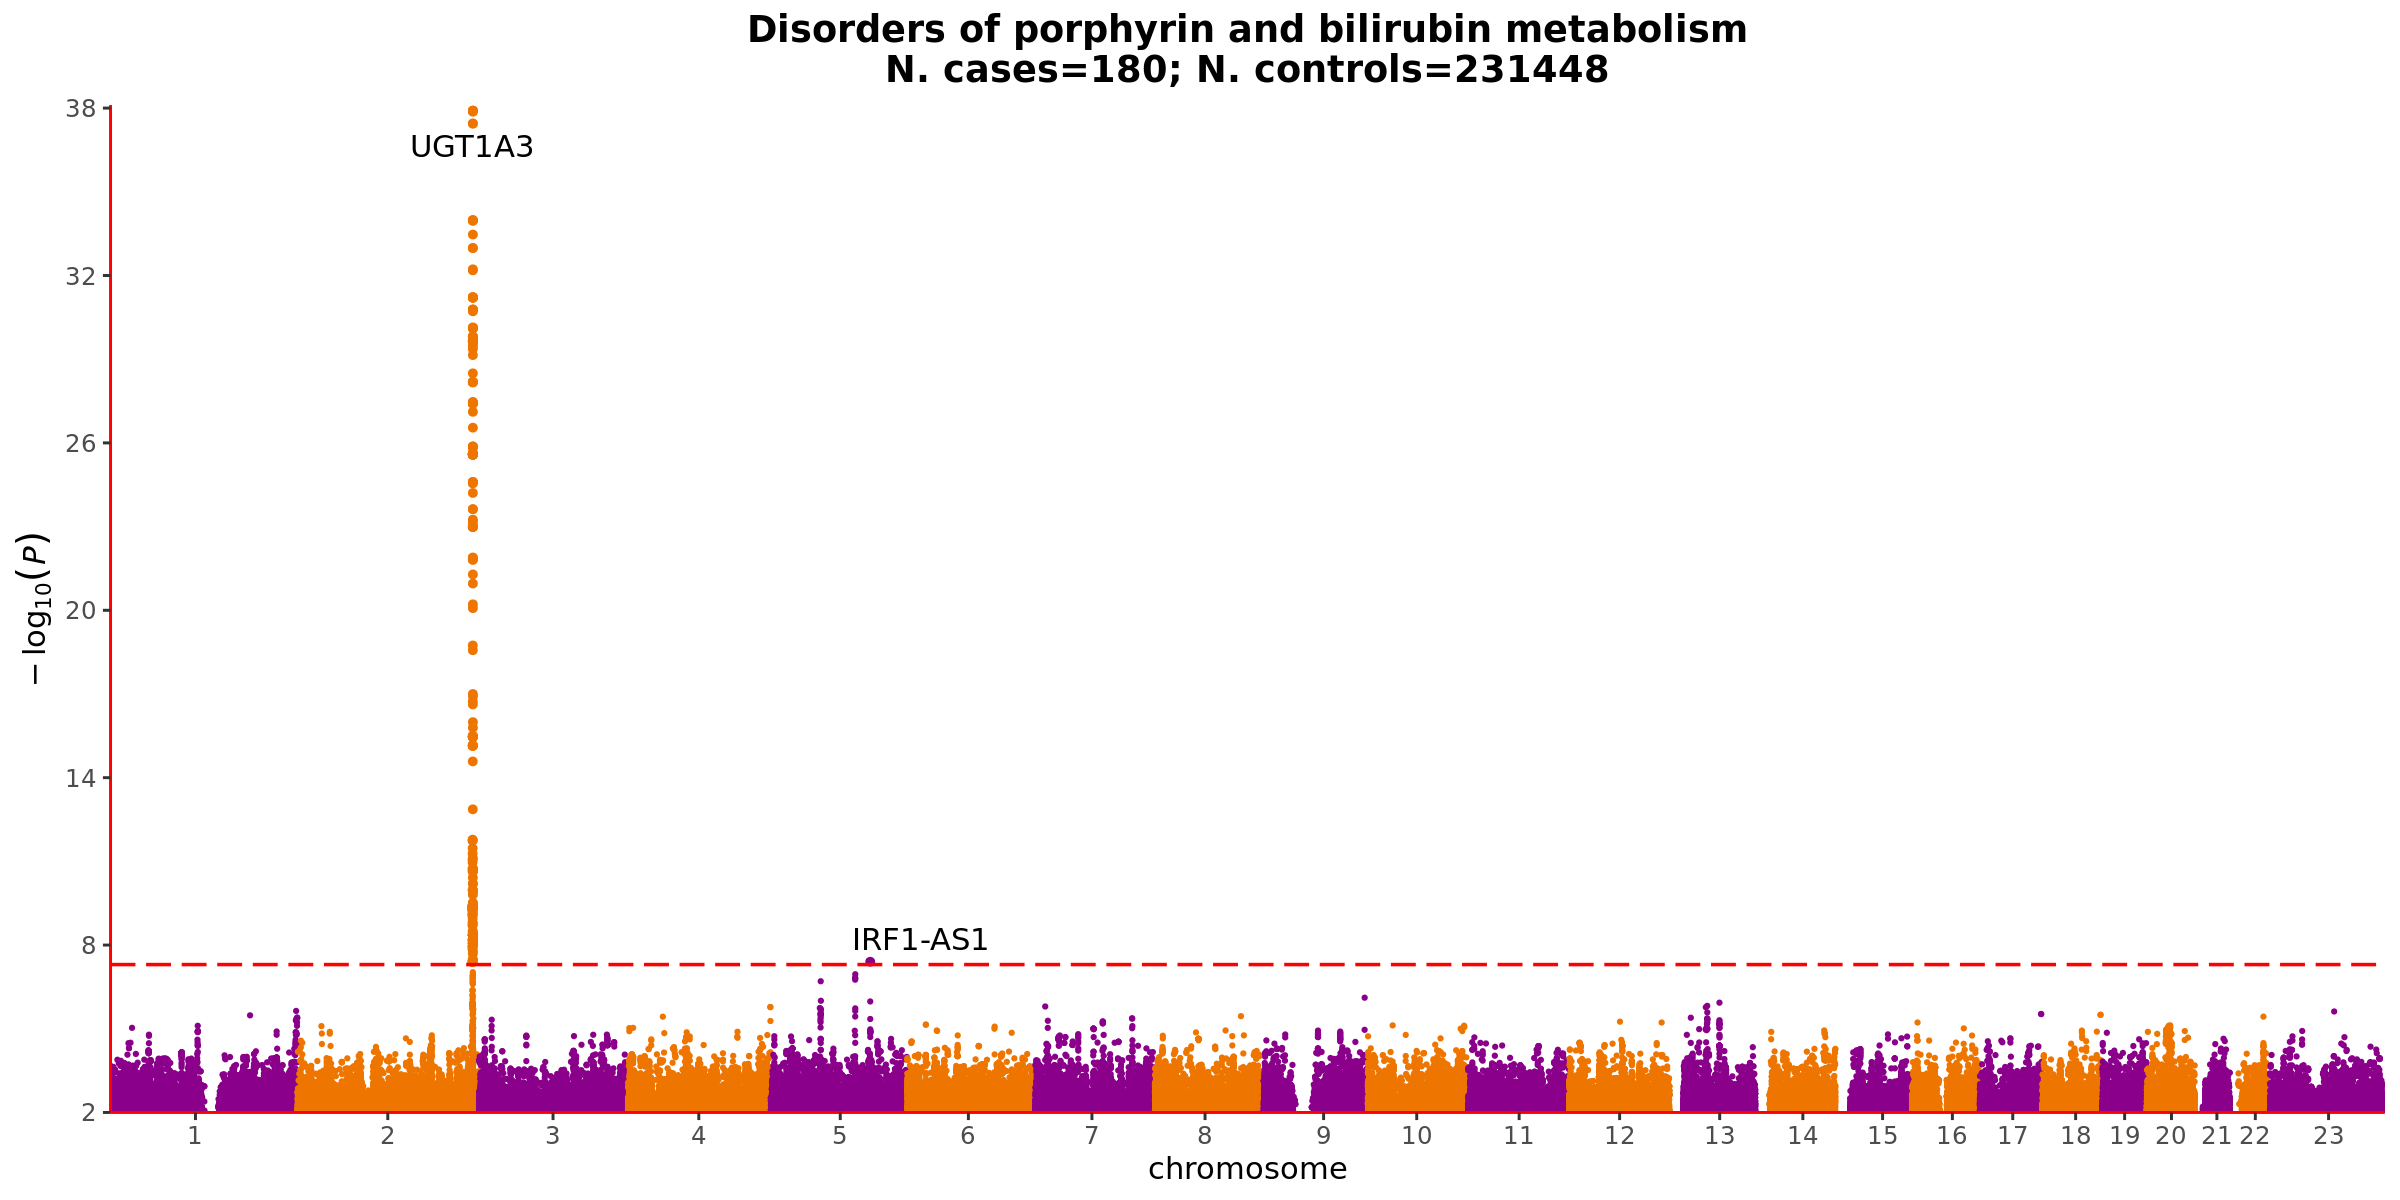 Disorders of porphyrin and bilirubin metabolism
N. cases=180; N. controls=231448
38
UGT1A3
32
26
20
14
IRF1-AS1
8
2
−log₁₀(P)
1 2 3 4 5 6 7 8 9 10 11 12 13 14 15 16 17 18 19 20 21 22 23
chromosome